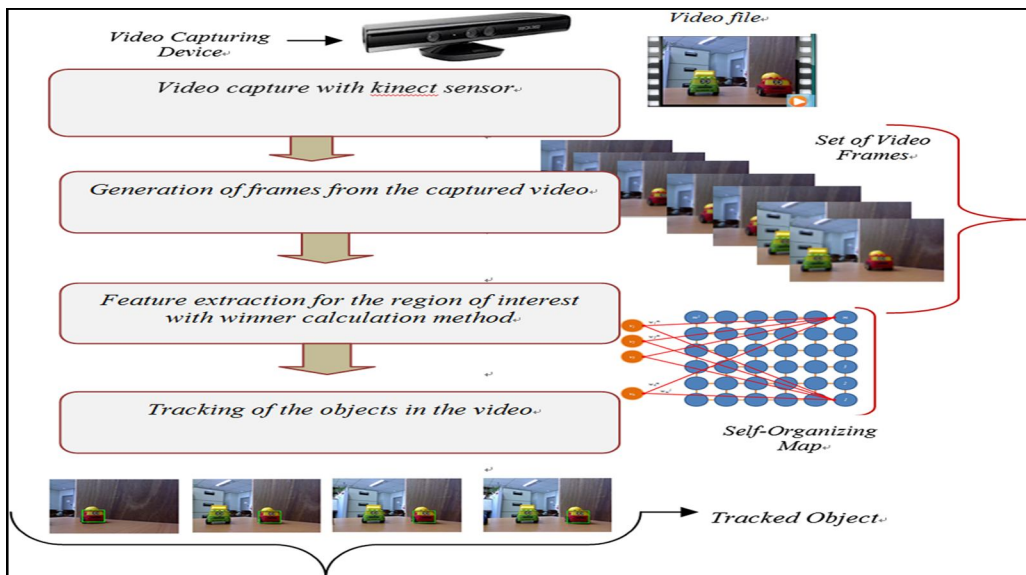 Video Capturing
Device
Video file
Video capture with kinect sensor
Set of Video
Frames
Generation of frames from the captured video
Feature extraction for the region of interest
with winner calculation method
Tracking of the objects in the video
Self-Organizing
Map
Tracked Object